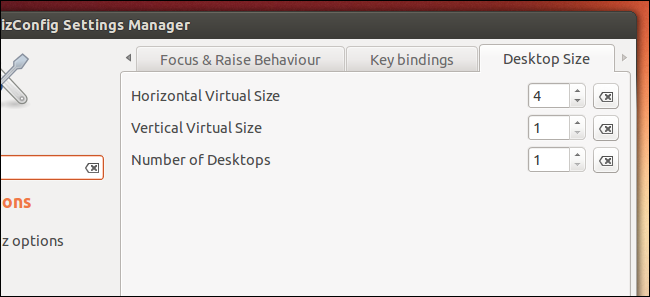 izConfig Settings Manager
Focus & Raise Behaviour
Key bindings
Desktop Size
Horizontal Virtual Size
4
Vertical Virtual Size
1
Number of Desktops
1
ons
z options